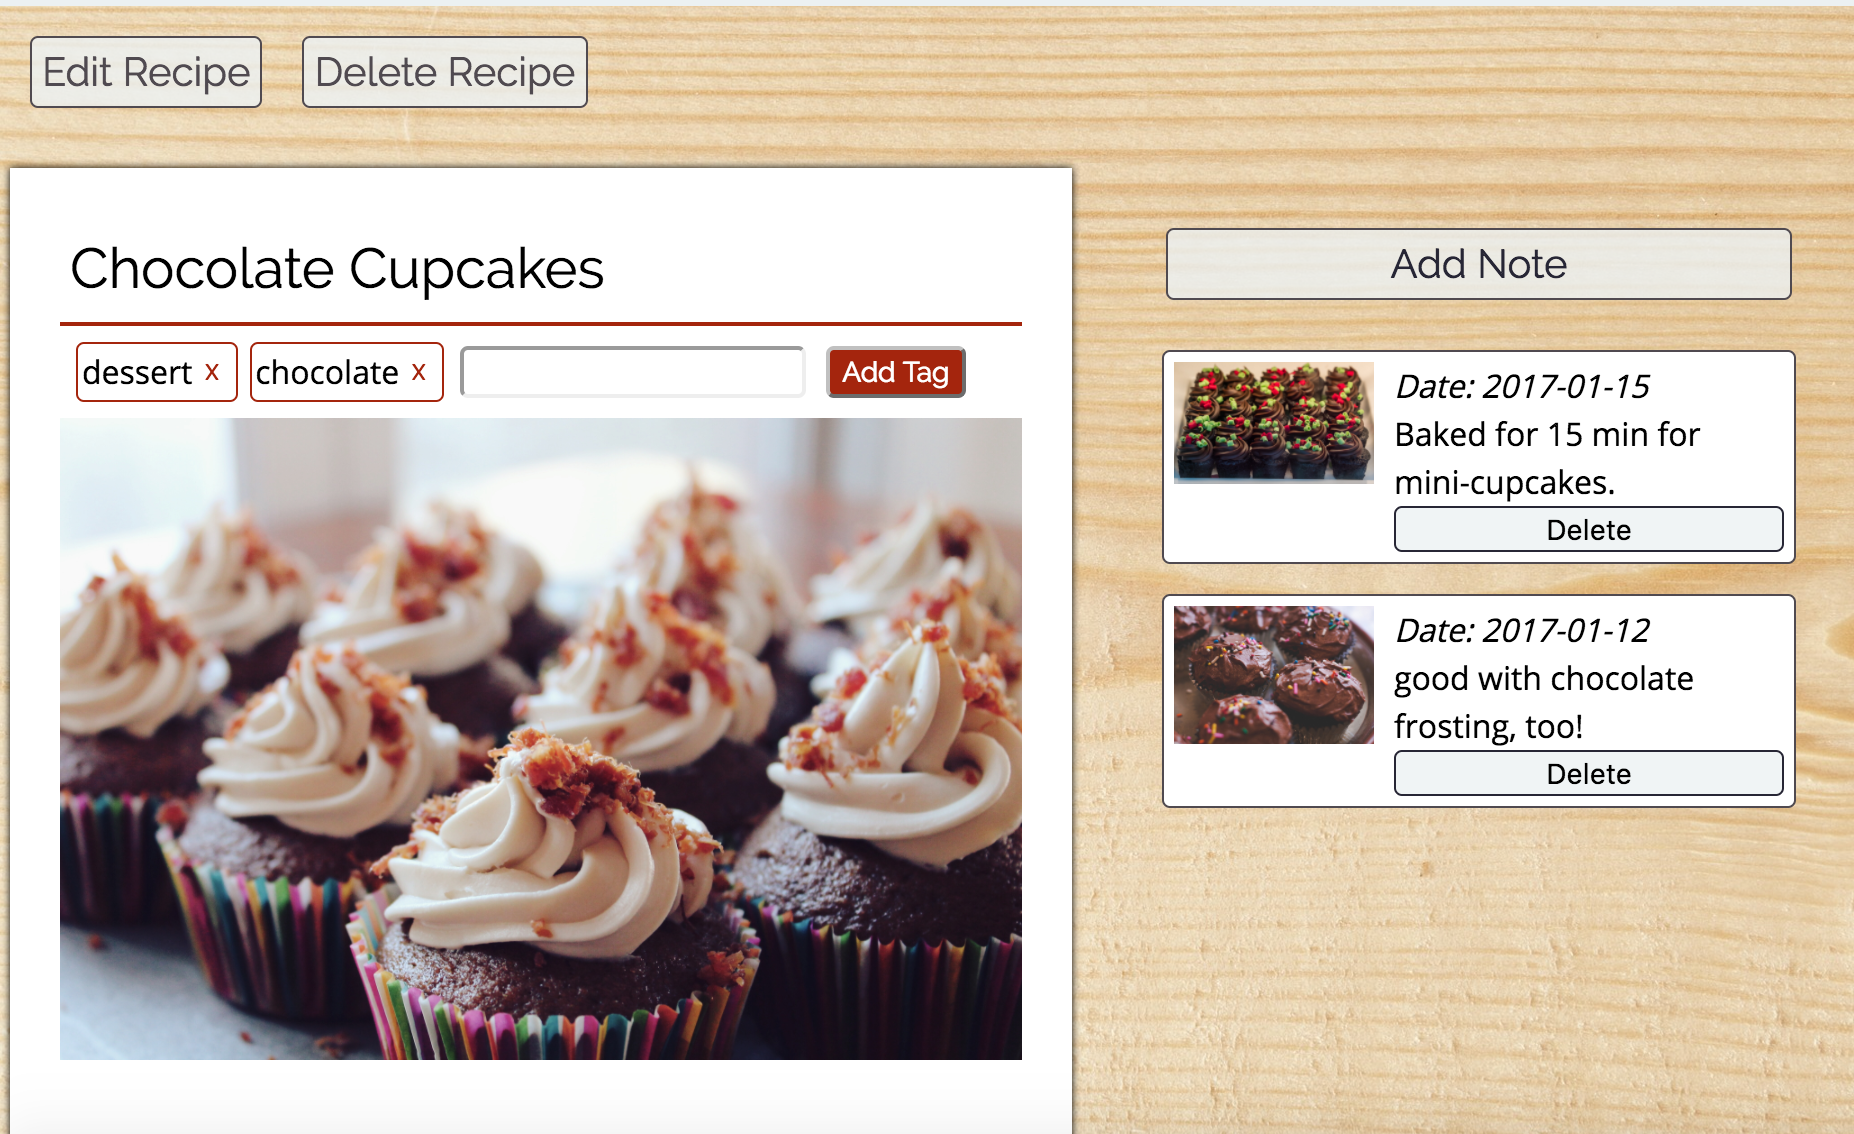 Edit Recipe
Delete Recipe
Chocolate Cupcakes
dessert x
chocolate x
Add Tag
Add Note
Date: 2017-01-15
Baked for 15 min for
mini-cupcakes.
Delete
Date: 2017-01-12
good with chocolate
frosting, too!
Delete